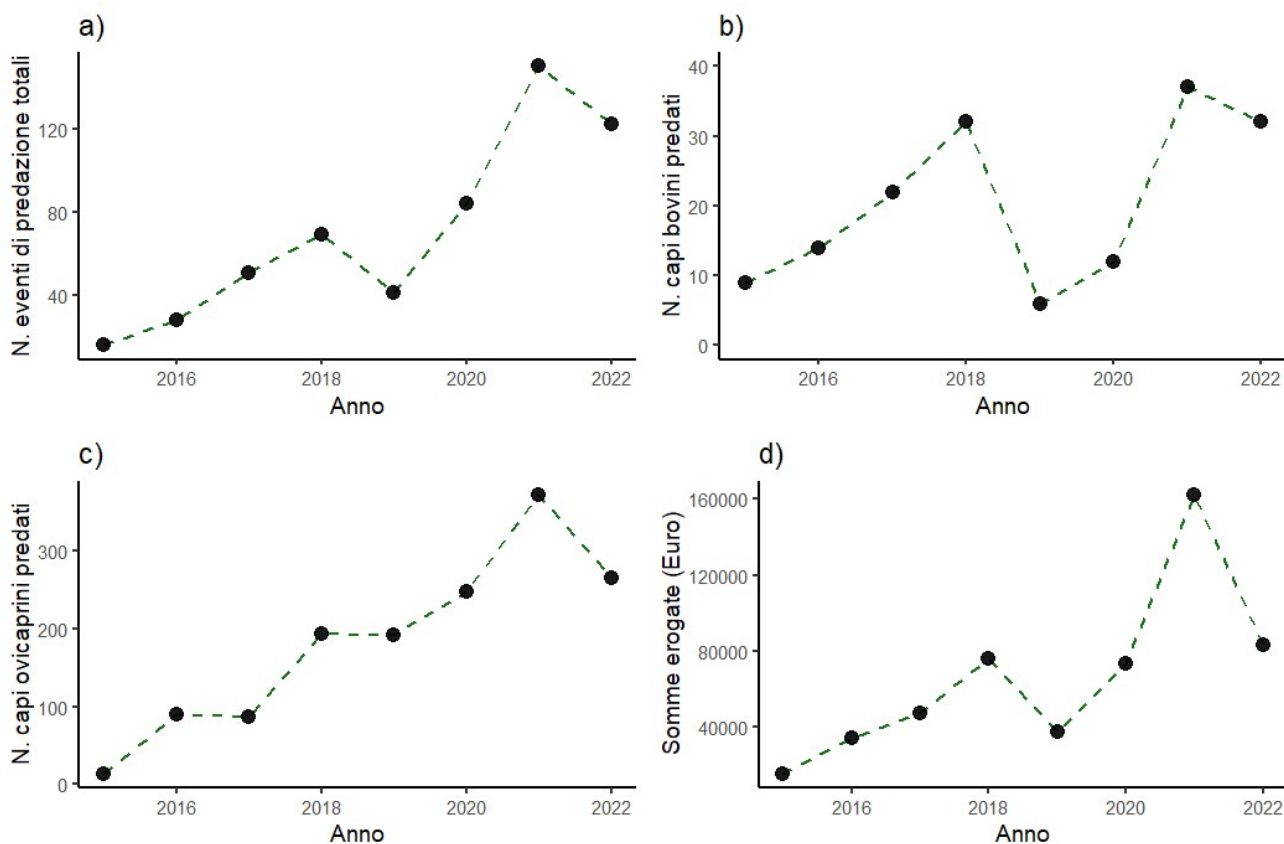 a)
N. eventi di predazione totali
120
80
40
2016 2018 2020 2022
Anno
b)
N. capi bovini predati
40
30
20
10
0
2016 2018 2020 2022
Anno
c)
N. capi ovicaprini predati
300
200
100
0
2016 2018 2020 2022
Anno
d)
Somme erogate (Euro)
160000
120000
80000
40000
2016 2018 2020 2022
Anno